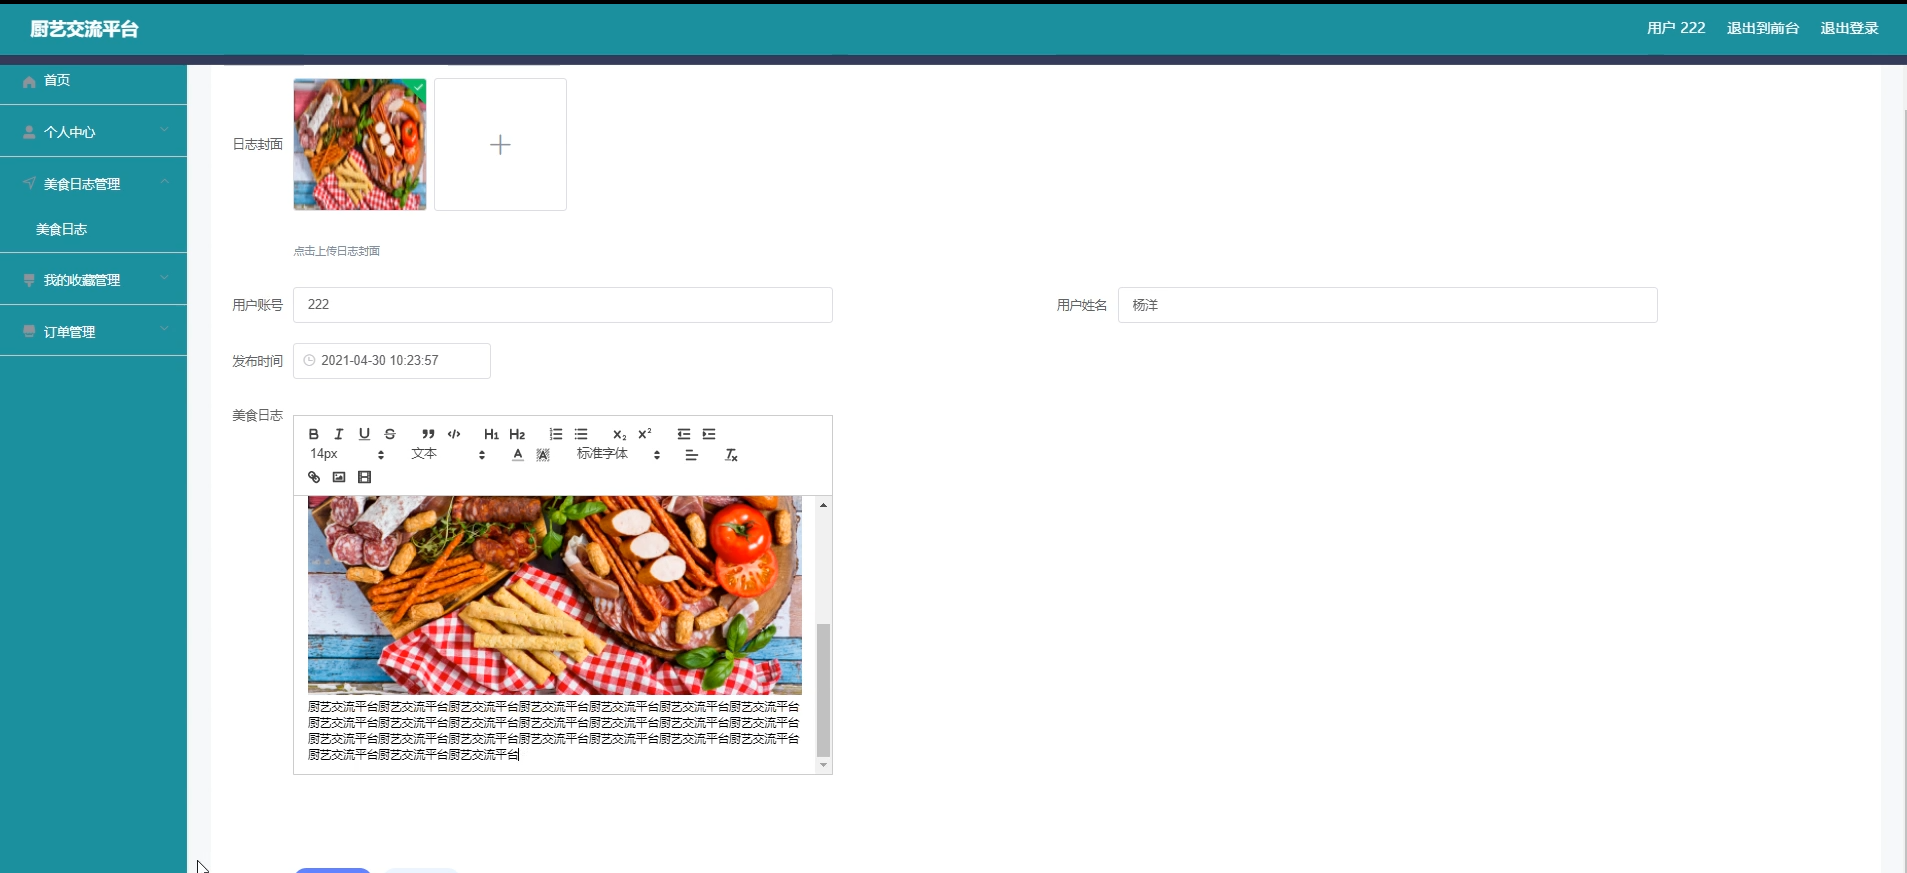 厨艺交流平台
用户 222
退出到前台
退出登录
首页
个人中心
美食日志管理
美食日志
我的收藏管理
订单管理
日志封面
点击上传日志封面
用户账号
222
用户姓名
杨洋
发布时间
2021-04-30 10:23:57
美食日志
B I U S H1 H2 X2 X2
14px
文本
A
A
标准字体
Tx
厨艺交流平台厨艺交流平台厨艺交流平台厨艺交流平台厨艺交流平台厨艺交流平台厨艺交流平台
厨艺交流平台厨艺交流平台厨艺交流平台厨艺交流平台厨艺交流平台厨艺交流平台厨艺交流平台
厨艺交流平台厨艺交流平台厨艺交流平台厨艺交流平台厨艺交流平台厨艺交流平台厨艺交流平台
厨艺交流平台厨艺交流平台厨艺交流平台